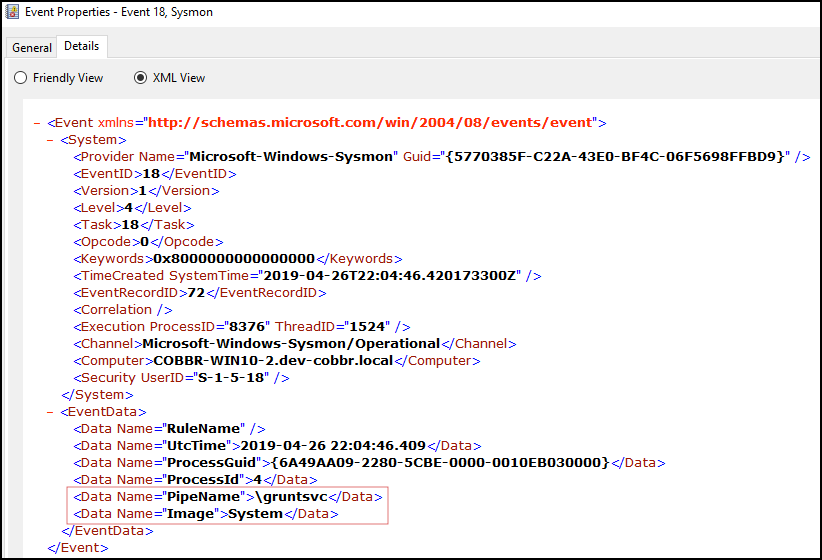 Event Properties - Event 18, Sysmon
General Details
Friendly View XML View
– <Event xmlns="http://schemas.microsoft.com/win/2004/08/events/event">
– <System>
<Provider Name="Microsoft-Windows-Sysmon" Guid="{5770385F-C22A-43E0-BF4C-06F5698FFBD9}" />
<EventID>18</EventID>
<Version>1</Version>
<Level>4</Level>
<Task>18</Task>
<Opcode>0</Opcode>
<Keywords>0x8000000000000000</Keywords>
<TimeCreated SystemTime="2019-04-26T22:04:46.420173300Z" />
<EventRecordID>72</EventRecordID>
<Correlation />
<Execution ProcessID="8376" ThreadID="1524" />
<Channel>Microsoft-Windows-Sysmon/Operational</Channel>
<Computer>COBBR-WIN10-2.dev-cobbr.local</Computer>
<Security UserID="S-1-5-18" />
</System>
– <EventData>
<Data Name="RuleName" />
<Data Name="UtcTime">2019-04-26 22:04:46.409</Data>
<Data Name="ProcessGuid">{6A49AA09-2280-5CBE-0000-0010EB030000}</Data>
<Data Name="ProcessId">4</Data>
<Data Name="PipeName">\gruntsvc</Data>
<Data Name="Image">System</Data>
</EventData>
</Event>